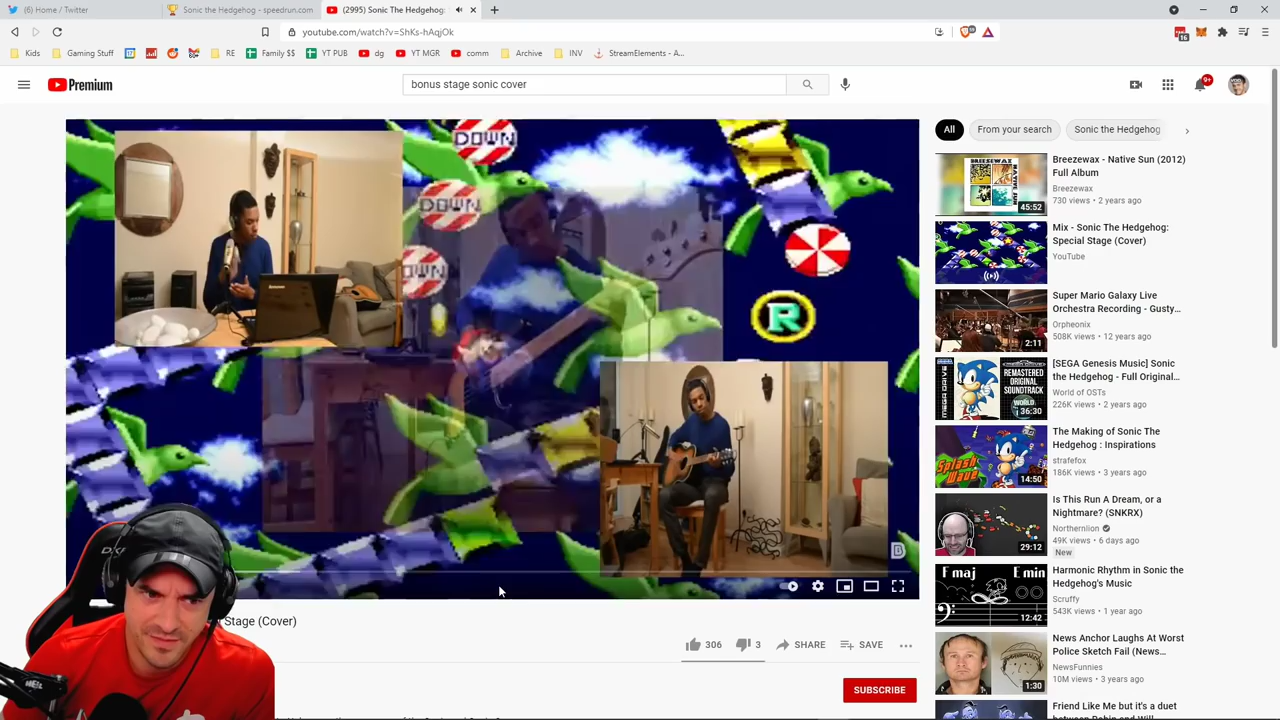 (6) Home / Twitter
Sonic the Hedgehog - speedrun.com
(2995) Sonic The Hedgehog:
youtube.com/watch?v=ShKs-hAqjOk
Kids
Gaming Stuff
RE
Family $$
YT PUB
dg
YT MGR
comm
Archive
INV
StreamElements - A...
16
Premium
bonus stage sonic cover
9+
All
From your search
Sonic the Hedgehog
DOWN
DOWN
DOWN
R
Stage (Cover)
306
3
SHARE
SAVE
SUBSCRIBE
45:52
Breezewax - Native Sun (2012)
Full Album
Breezewax
730 views • 2 years ago
Mix - Sonic The Hedgehog:
Special Stage (Cover)
YouTube
2:11
Super Mario Galaxy Live
Orchestra Recording - Gusty...
Orpheonix
508K views • 12 years ago
REMASTERED
ORIGINAL
SOUNDTRACK
36:30
[SEGA Genesis Music] Sonic
the Hedgehog - Full Original...
World of OSTs
226K views • 2 years ago
Splash
Wave
14:50
The Making of Sonic The
Hedgehog : Inspirations
strafefox
186K views • 3 years ago
29:12
Is This Run A Dream, or a
Nightmare? (SNKRX)
Northernlion
49K views • 6 days ago
New
F maj
E min
12:42
Harmonic Rhythm in Sonic the
Hedgehog's Music
Scruffy
543K views • 1 year ago
1:30
News Anchor Laughs At Worst
Police Sketch Fail (News...
NewsFunnies
10M views • 3 years ago
Friend Like Me but it's a duet